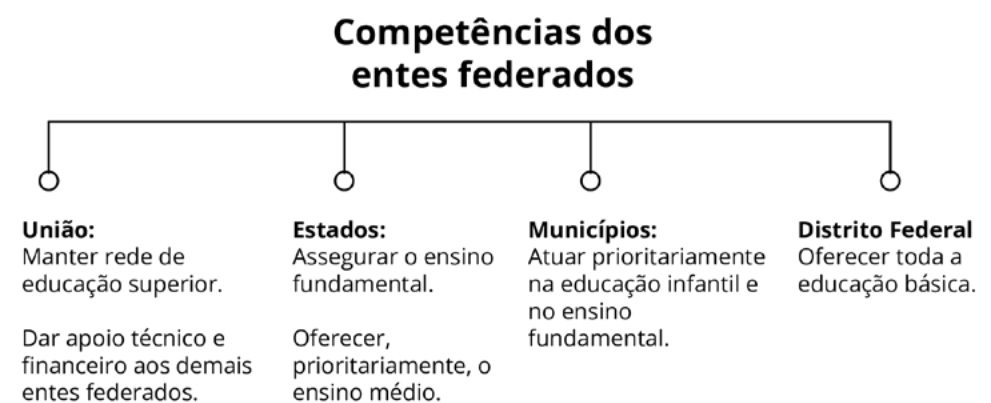 Competências dos
entes federados
União:
Manter rede de
educação superior.
Dar apoio técnico e
financeiro aos demais
entes federados.
Estados:
Assegurar o ensino
fundamental.
Oferecer,
prioritariamente, o
ensino médio.
Municípios:
Atuar prioritariamente
na educação infantil e
no ensino
fundamental.
Distrito Federal
Oferecer toda a
educação básica.